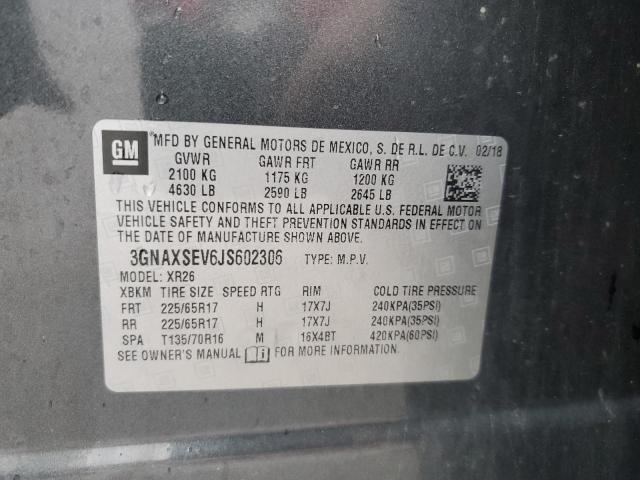 GM
MFD BY GENERAL MOTORS DE MEXICO, S. DE R.L. DE C.V. 02/18
GVWR GAWR FRT GAWR RR
2100 KG 1175 KG 1200 KG
4630 LB 2590 LB 2645 LB
THIS VEHICLE CONFORMS TO ALL APPLICABLE U.S. FEDERAL MOTOR
VEHICLE SAFETY AND THEFT PREVENTION STANDARDS IN EFFECT ON
THE DATE OF MANUFACTURE SHOWN ABOVE.
3GNAXSEV6JS602306 TYPE: M.P.V.
MODEL: XR26
XBKM TIRE SIZE SPEED RTG RIM COLD TIRE PRESSURE
FRT 225/65R17 H 17X7J 240KPA(35PSI)
RR 225/65R17 H 17X7J 240KPA(35PSI)
SPA T135/70R16 M 16X4BT 420KPA(60PSI)
SEE OWNER'S MANUAL FOR MORE INFORMATION.